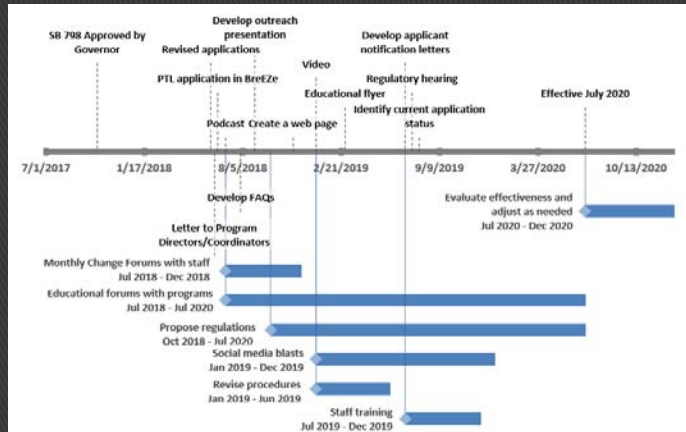 Develop outreach
presentation
SB 798 Approved by
Governor
Revised applications
Develop applicant
notification letters
Video
PTL application in BreEZe
Regulatory hearing
Educational flyer
Effective July 2020
Podcast
Create a web page
Identify current application
status
7/1/2017
1/17/2018
8/5/2018
2/21/2019
9/9/2019
3/27/2020
10/13/2020
Develop FAQs
Evaluate effectiveness and
adjust as needed
Jul 2020 - Dec 2020
Letter to Program
Directors/Coordinators
Monthly Change Forums with staff
Jul 2018 - Dec 2018
Educational forums with programs
Jul 2018 - Jul 2020
Propose regulations
Oct 2018 - Jul 2020
Social media blasts
Jan 2019 - Dec 2019
Revise procedures
Jan 2019 - Jun 2019
Staff training
Jul 2019 - Dec 2019